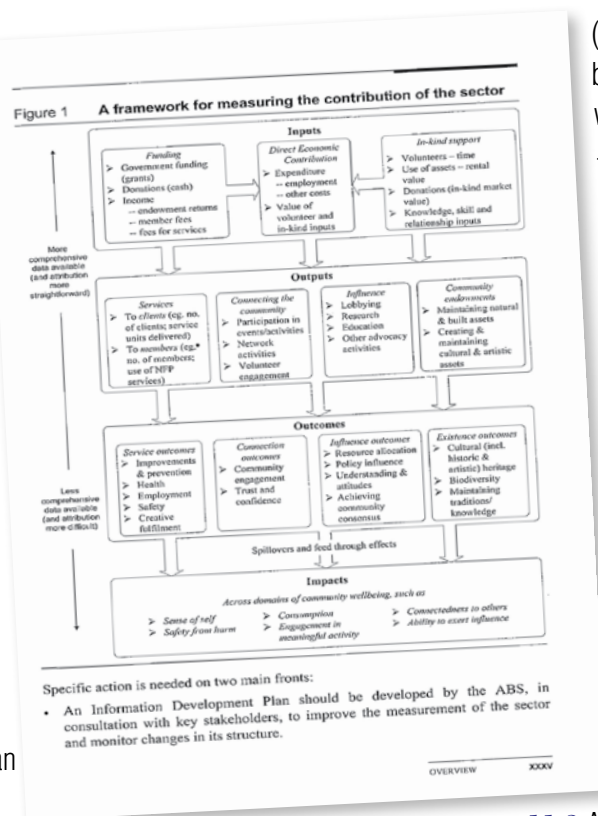 Figure 1 A framework for measuring the contribution of the sector
Inputs
Funding
➢ Government funding
(grants)
➢ Donations (cash)
➢ Income
-- endowment returns
-- member fees
-- fees for services
Direct Economic
Contribution
➢ Expenditure
-- employment
-- other costs
➢ Value of
volunteer and
in-kind inputs
In-kind support
➢ Volunteers – time
➢ Use of assets – rental
value
➢ Donations (in-kind market
value)
➢ Knowledge, skill and
relationship inputs
More
comprehensive
data available
(and attribution
more
straightforward)
Outputs
Services
➢ To clients (eg. no.
of clients; service
units delivered)
➢ To members (eg.*
no. of members;
use of NFP
services)
Connecting the
community
➢ Participation in
events/activities
➢ Network
activities
➢ Volunteer
engagement
Influence
➢ Lobbying
➢ Research
➢ Education
➢ Other advocacy
activities
Community
endowments
➢ Maintaining natural
& built assets
➢ Creating &
maintaining
cultural & artistic
assets
Outcomes
Service outcomes
➢ Improvements
& prevention
➢ Health
➢ Employment
➢ Safety
➢ Creative
fulfilment
Connection
outcomes
➢ Community
engagement
➢ Trust and
confidence
Influence outcomes
➢ Resource allocation
➢ Policy influence
➢ Understanding &
attitudes
➢ Achieving
community
consensus
Existence outcomes
➢ Cultural (incl.
historic &
artistic) heritage
➢ Biodiversity
➢ Maintaining
traditions/
knowledge
Less
comprehensive
data available
(and attribution
more difficult)
Spillovers and feed through effects
Impacts
Across domains of community wellbeing, such as
➢ Sense of self
➢ Safety from harm
➢ Consumption
➢ Engagement in
meaningful activity
➢ Connectedness to others
➢ Ability to exert influence
Specific action is needed on two main fronts:
• An Information Development Plan should be developed by the ABS, in
consultation with key stakeholders, to improve the measurement of the sector
and monitor changes in its structure.
OVERVIEW XXXV